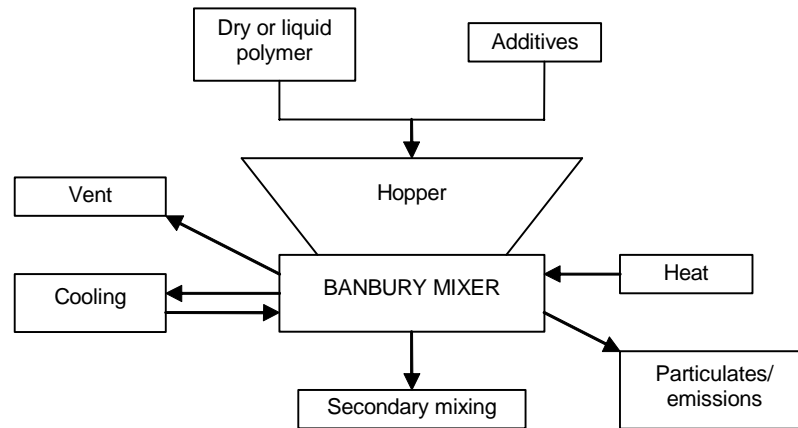 Dry or liquid
polymer
Additives
Hopper
Vent
BANBURY MIXER
Heat
Cooling
Particulates/
emissions
Secondary mixing